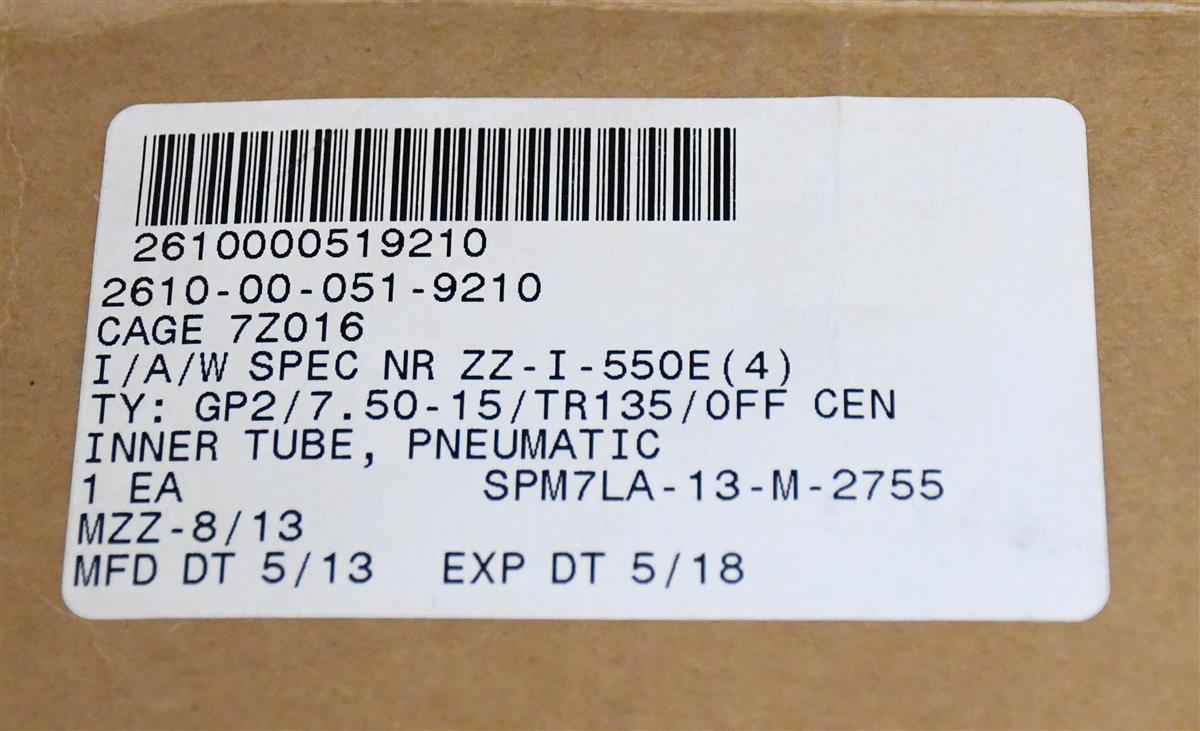 2610000519210
2610-00-051-9210
CAGE 7Z016
I/A/W SPEC NR ZZ-I-550E(4)
TY: GP2/7.50-15/TR135/OFF CEN
INNER TUBE, PNEUMATIC
1 EA SPM7LA-13-M-2755
MZZ-8/13
MFD DT 5/13 EXP DT 5/18